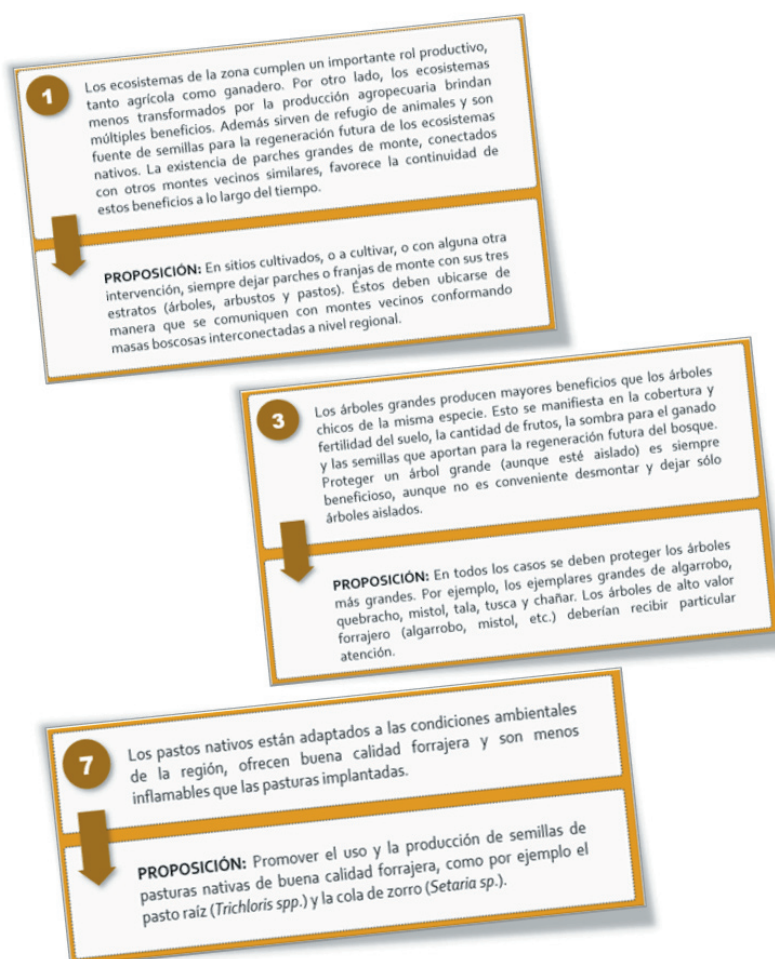 1
Los ecosistemas de la zona cumplen un importante rol productivo,
tanto agrícola como ganadero. Por otro lado, los ecosistemas
menos transformados por la producción agropecuaria brindan
múltiples beneficios. Además sirven de refugio de animales y son
fuente de semillas para la regeneración futura de los ecosistemas
nativos. La existencia de parches grandes de monte, conectados
con otros montes vecinos similares, favorece la continuidad de
estos beneficios a lo largo del tiempo.
PROPOSICIÓN: En sitios cultivados, o a cultivar, o con alguna otra
intervención, siempre dejar parches o franjas de monte con sus tres
estratos (árboles, arbustos y pastos). Éstos deben ubicarse de
manera que se comuniquen con montes vecinos conformando
masas boscosas interconectadas a nivel regional.
3
Los árboles grandes producen mayores beneficios que los árboles
chicos de la misma especie. Esto se manifiesta en la cobertura y
fertilidad del suelo, la cantidad de frutos, la sombra para el ganado
y las semillas que aportan para la regeneración futura del bosque.
Proteger un árbol grande (aunque esté aislado) es siempre
beneficioso, aunque no es conveniente desmontar y dejar sólo
árboles aislados.
PROPOSICIÓN: En todos los casos se deben proteger los árboles
más grandes. Por ejemplo, los ejemplares grandes de algarrobo,
quebracho, mistol, tala, tusca y chañar. Los árboles de alto valor
forrajero (algarrobo, mistol, etc.) deberían recibir particular
atención.
7
Los pastos nativos están adaptados a las condiciones ambientales
de la región, ofrecen buena calidad forrajera y son menos
inflamables que las pasturas implantadas.
PROPOSICIÓN: Promover el uso y la producción de semillas de
pasturas nativas de buena calidad forrajera, como por ejemplo el
pasto raíz (Trichloris spp.) y la cola de zorro (Setaria sp.).